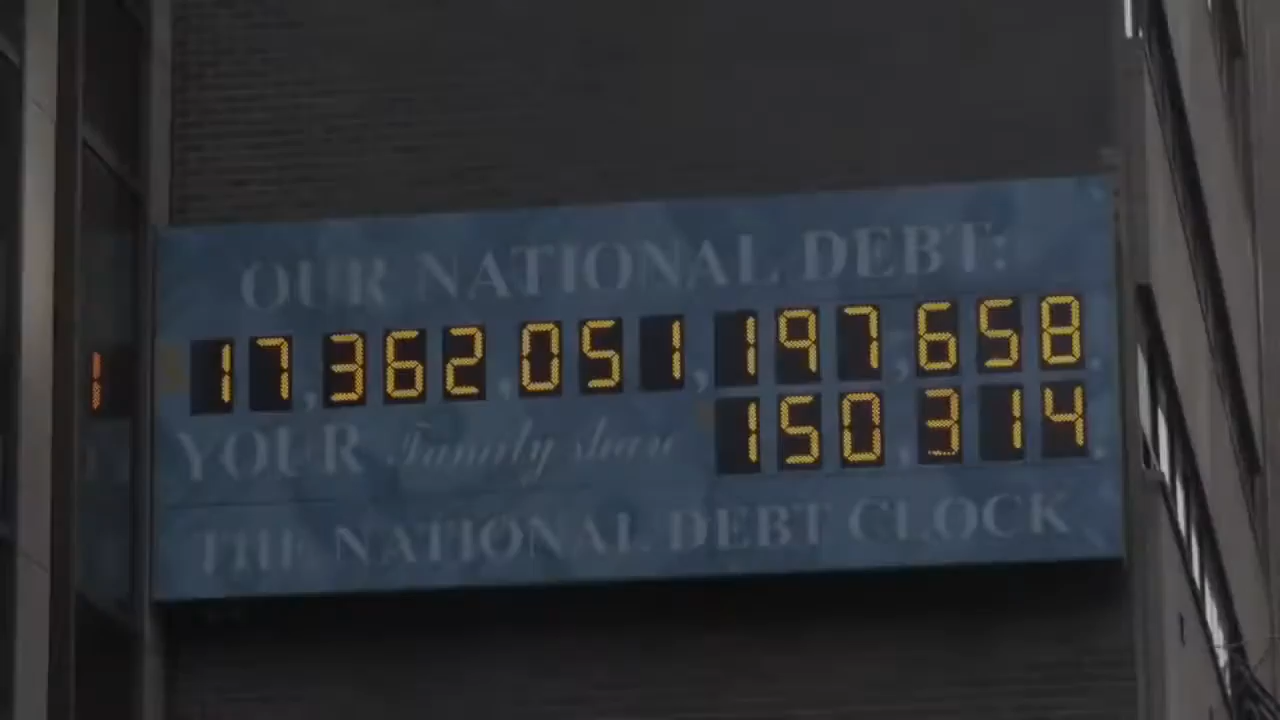 OUR NATIONAL DEBT:
17,362,051,197,658.
YOUR Family share 150,314.
THE NATIONAL DEBT CLOCK